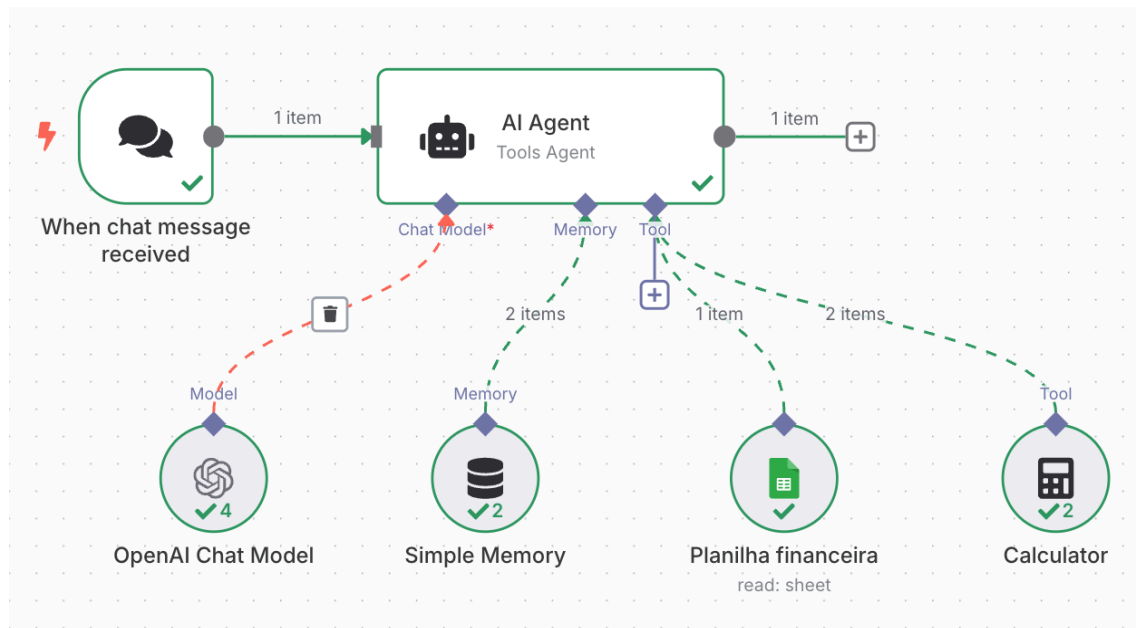 1 item
AI Agent
Tools Agent
1 item
When chat message
received
Chat Model*
Memory
Tool
2 items
1 item
2 items
Model
Memory
Tool
4
2
2
OpenAI Chat Model
Simple Memory
Planilha financeira
read: sheet
Calculator